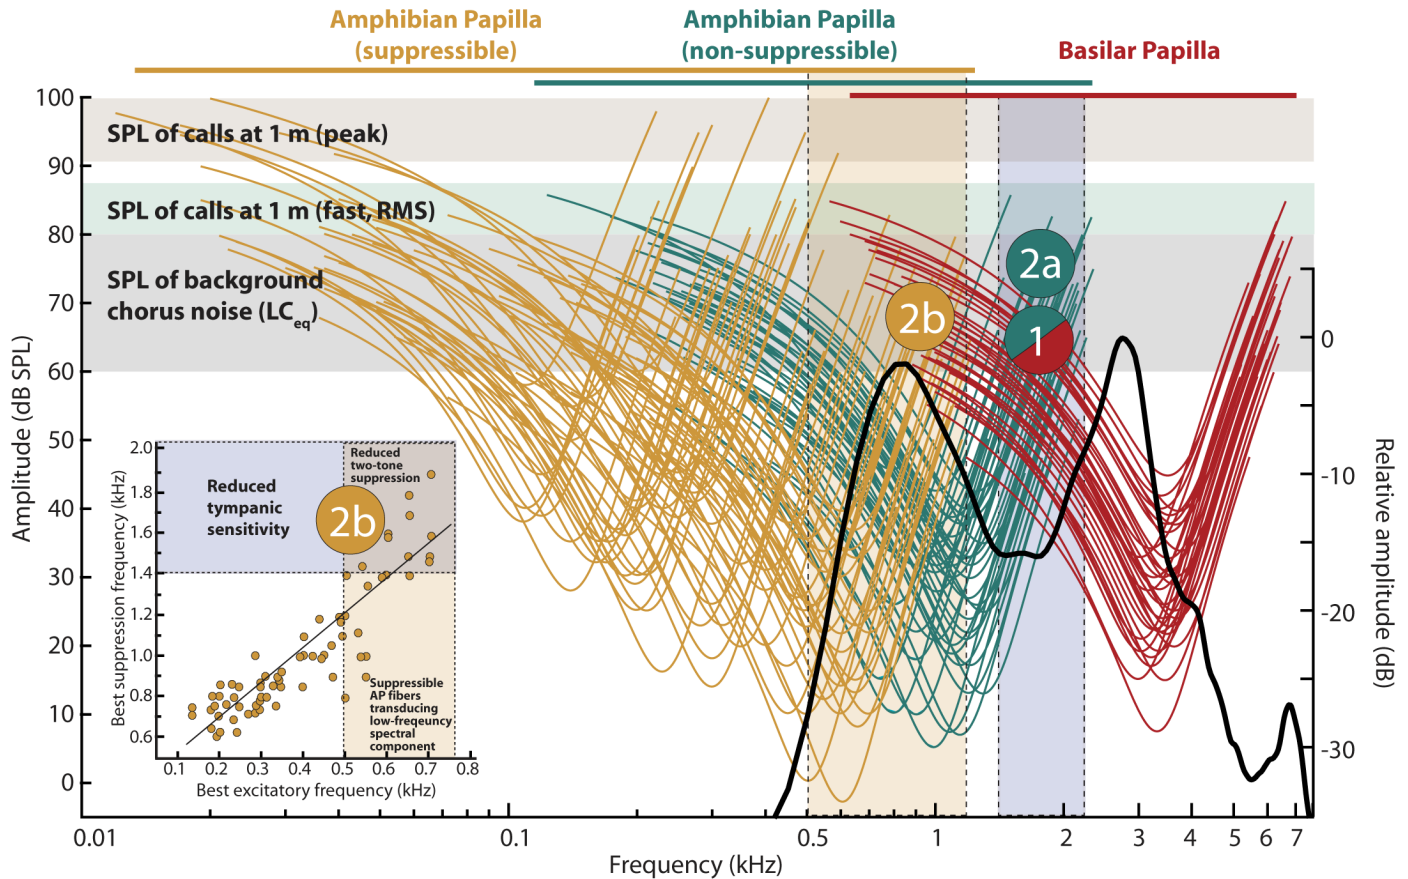 Amphibian Papilla
(suppressible)
Amphibian Papilla
(non-suppressible)
Basilar Papilla
SPL of calls at 1 m (peak)
SPL of calls at 1 m (fast, RMS)
SPL of background
chorus noise (LCeq)
2a
2b
1
Amplitude (dB SPL)
100
90
80
70
60
50
40
30
20
10
0
Relative amplitude (dB)
0
-10
-20
-30
0.01
0.1
0.5
1
2
3
4
5
6
7
Frequency (kHz)
Best suppression frequency (kHz)
2.0
1.8
1.6
1.4
1.2
1.0
0.8
0.6
Reduced
tympanic
sensitivity
Reduced
two-tone
suppression
2b
Suppressible
AP fibers
transducing
low-freqeuncy
spectral
component
0.1
0.2
0.3
0.4
0.5
0.6
0.7
0.8
Best excitatory frequency (kHz)